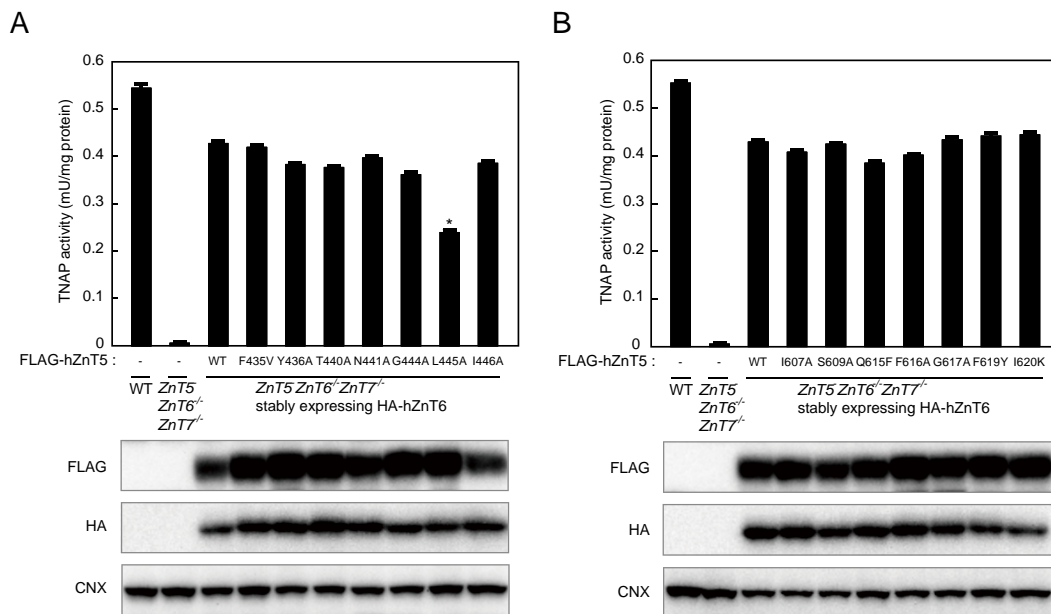 A
0.6
0.5
0.4
0.3
0.2
0.1
0
TNAP activity (mU/mg protein)
*
FLAG-hZnT5 : - - WT F435V Y436A T440A N441A G444A L445A I446A
WT ZnT5 ZnT5 ZnT6-/-ZnT7-/-
ZnT6-/- stably expressing HA-hZnT6
ZnT7-/-
FLAG
HA
CNX
B
0.6
0.5
0.4
0.3
0.2
0.1
0
TNAP activity (mU/mg protein)
FLAG-hZnT5 : - - WT I607A S609A Q615F F616A G617A F619Y I620K
WT ZnT5- ZnT5 ZnT6-/-ZnT7-/-
ZnT6-/- stably expressing HA-hZnT6
ZnT7-/-
FLAG
HA
CNX